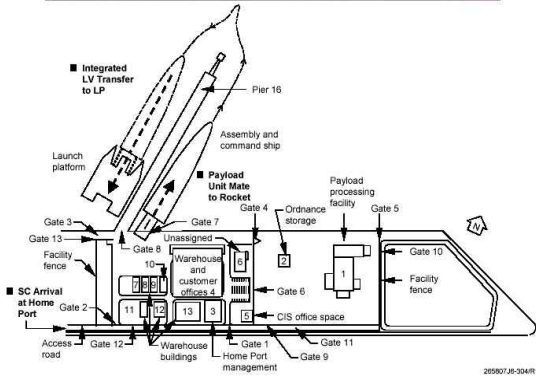 ■ Integrated
LV Transfer
to LP
Pier 16
Assembly and
command ship
Launch
platform
■ Payload
Unit Mate
to Rocket
Payload
processing
facility
Gate 4
Gate 5
Ordnance
storage
Gate 3
Gate 7
N
Gate 13
Gate 8
Unassigned
2
Gate 10
Facility
fence
10
Warehouse
and
customer
offices 4
6
1
7 8 9
Gate 6
Facility
fence
■ SC Arrival
at Home
Port
Gate 2
11
12
13
3
5
CIS office space
Access
road
Gate 12
Warehouse
buildings
Gate 1
Home Port
management
Gate 9
Gate 11
265807J6-304/R1